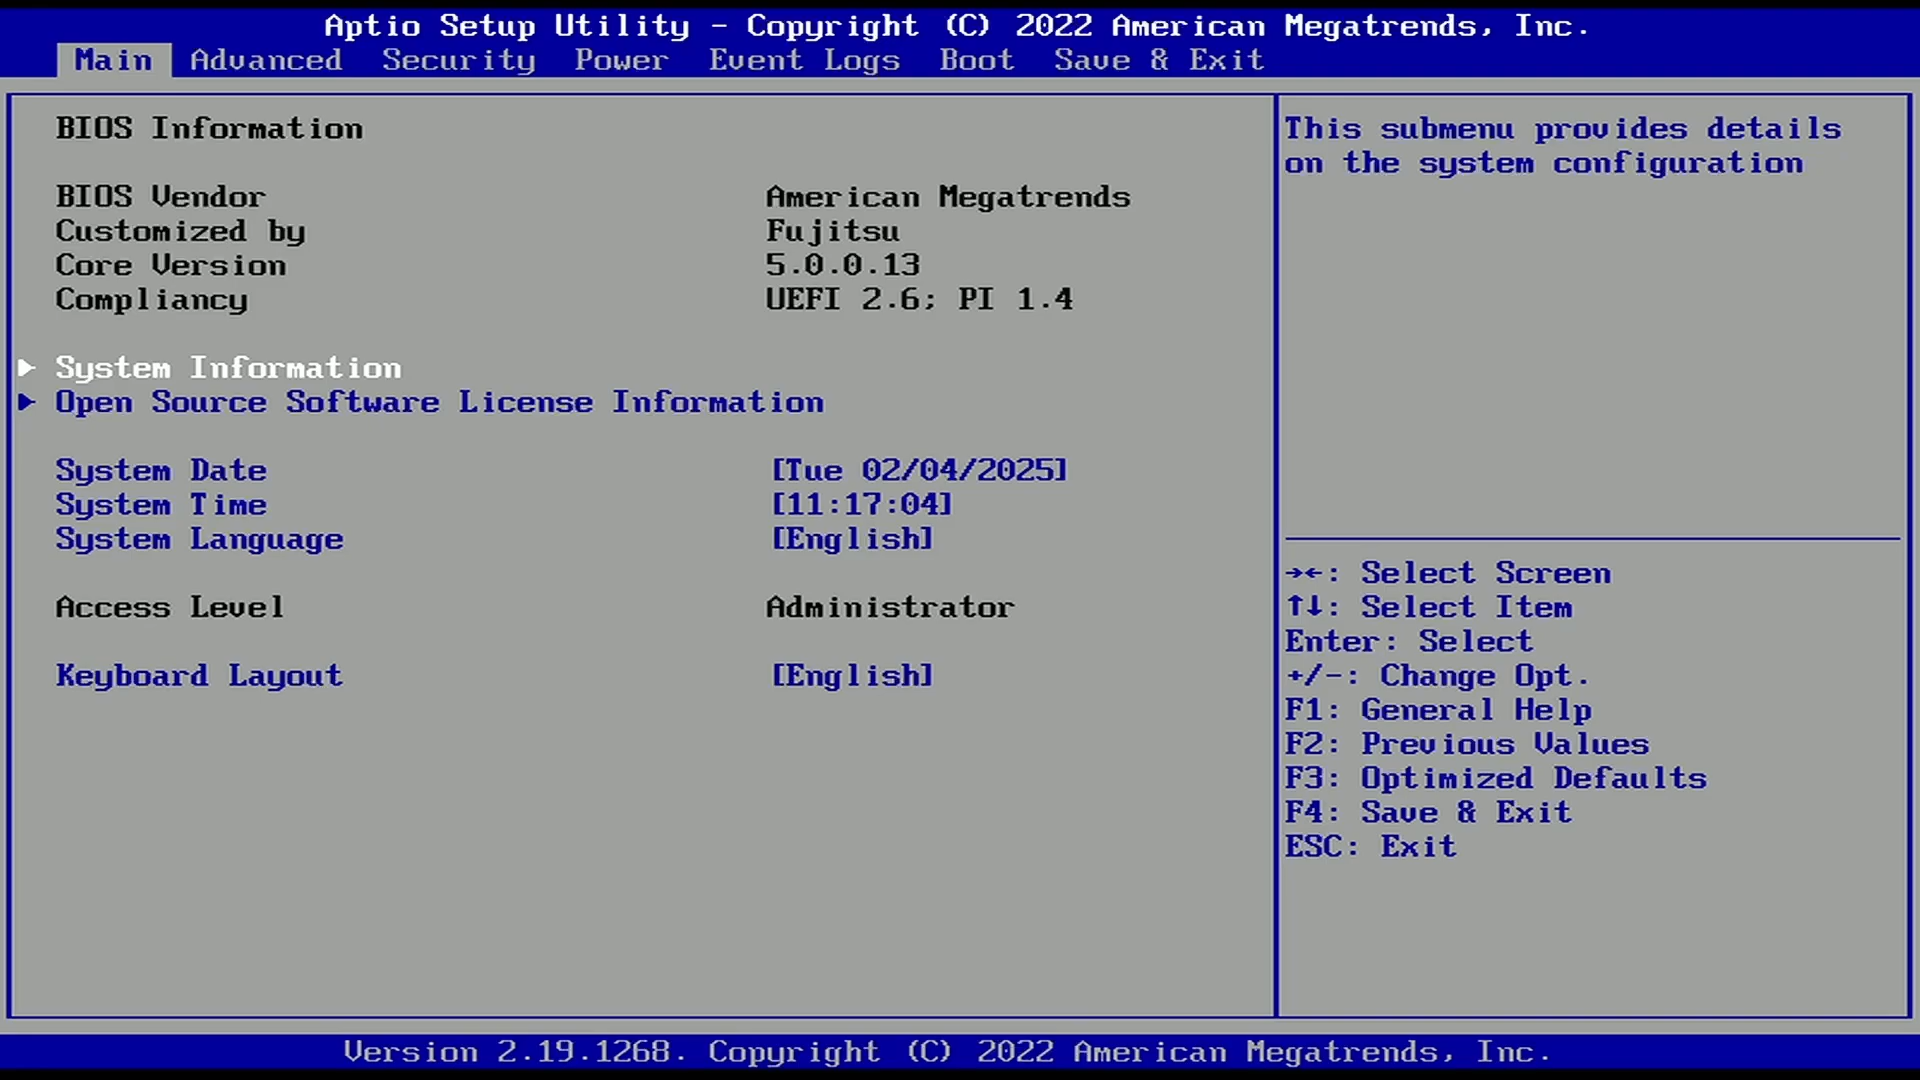 Aptio Setup Utility - Copyright (C) 2022 American Megatrends, Inc.
Main Advanced Security Power Event Logs Boot Save & Exit
BIOS Information
BIOS Vendor American Megatrends
Customized by Fujitsu
Core Version 5.0.0.13
Compliancy UEFI 2.6; PI 1.4
► System Information
► Open Source Software License Information
System Date [Tue 02/04/2025]
System Time [11:17:04]
System Language [English]
Access Level Administrator
Keyboard Layout [English]
This submenu provides details
on the system configuration
→←: Select Screen
↑↓: Select Item
Enter: Select
+/-: Change Opt.
F1: General Help
F2: Previous Values
F3: Optimized Defaults
F4: Save & Exit
ESC: Exit
Version 2.19.1268. Copyright (C) 2022 American Megatrends, Inc.